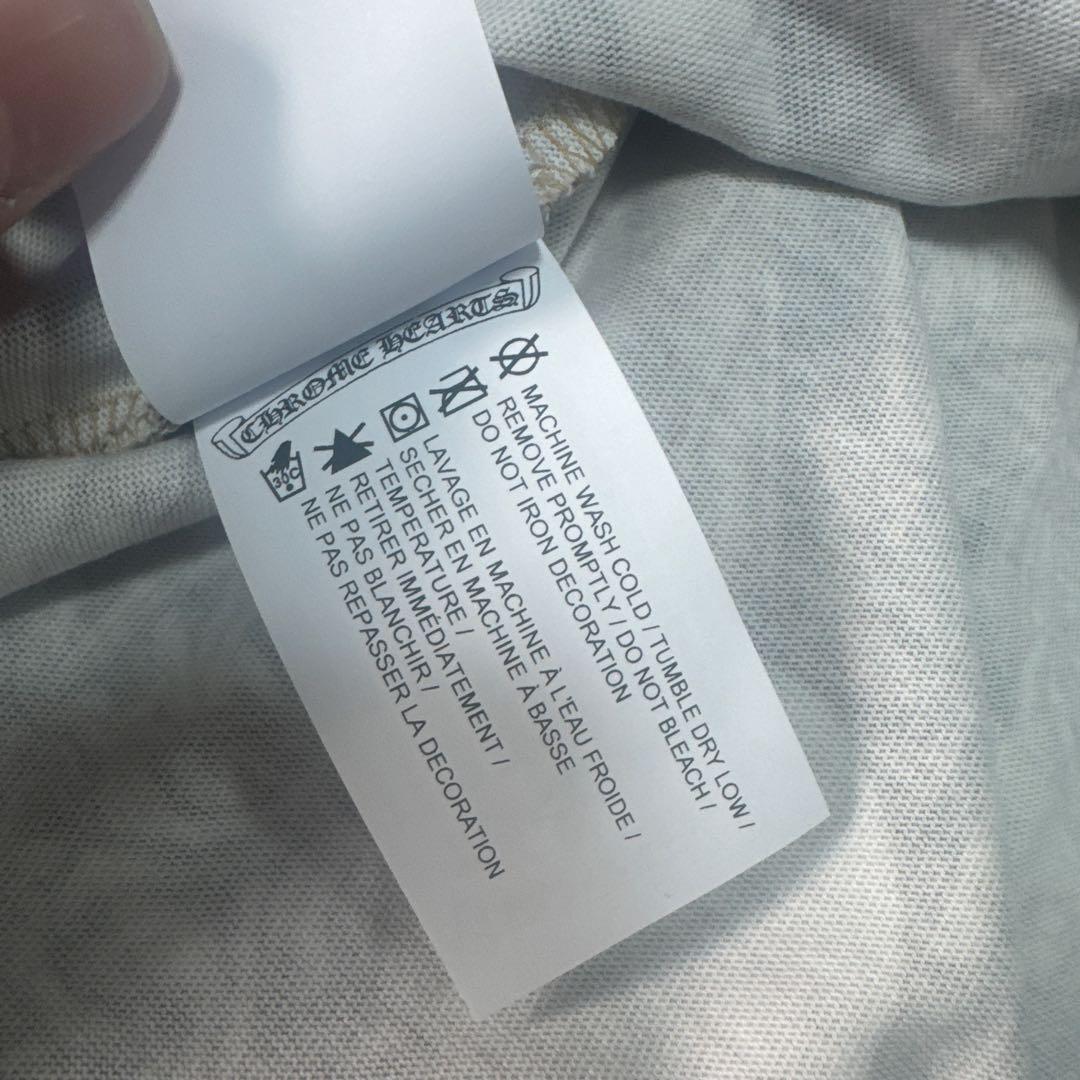 CHROME HEARTS
30C
MACHINE WASH COLD / TUMBLE DRY LOW /
REMOVE PROMPTLY / DO NOT BLEACH /
DO NOT IRON DECORATION
LAVAGE EN MACHINE À L'EAU FROIDE /
SECHER EN MACHINE À BASSE
TEMPERATURE /
RETIRER IMMÉDIATEMENT /
NE PAS BLANCHIR /
NE PAS REPASSER LA DECORATION